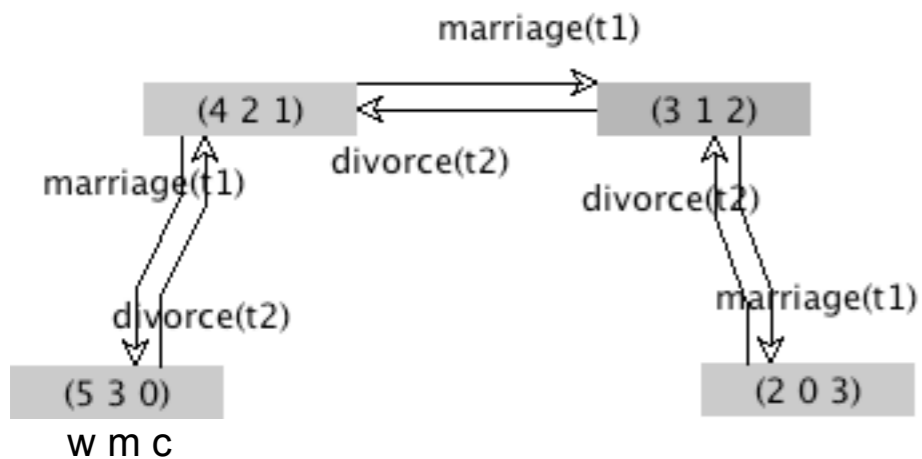 marriage(t1)
(4 2 1)
(3 1 2)
divorce(t2)
marriage(t1)
divorce(t2)
divorce(t2)
marriage(t1)
(5 3 0)
(2 0 3)
w m c